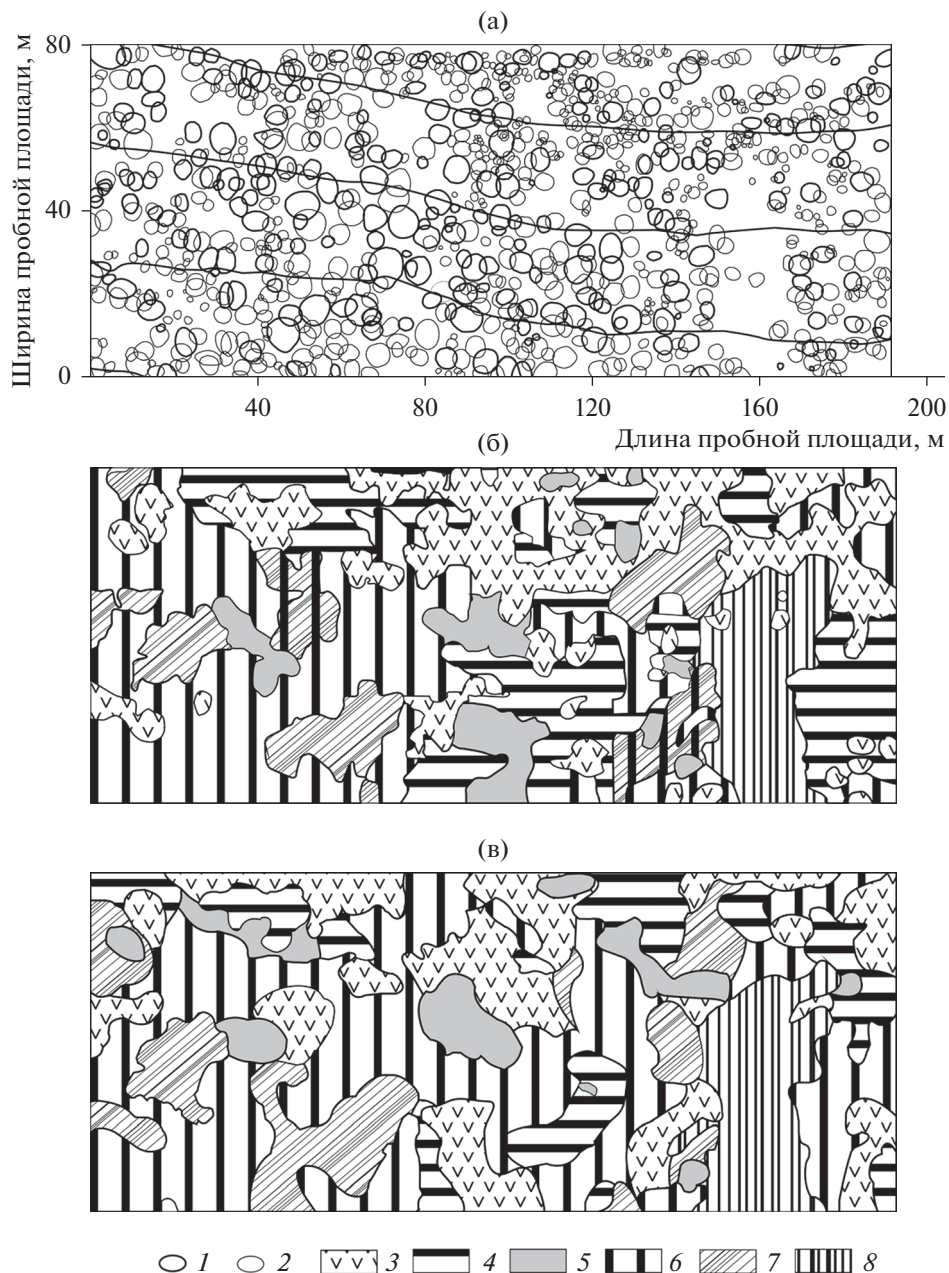 (а)
Ширина пробной площади, м
80
40
0
40 80 120 160 200
Длина пробной площади, м
(б)
(в)
1 2 3 4 5 6 7 8